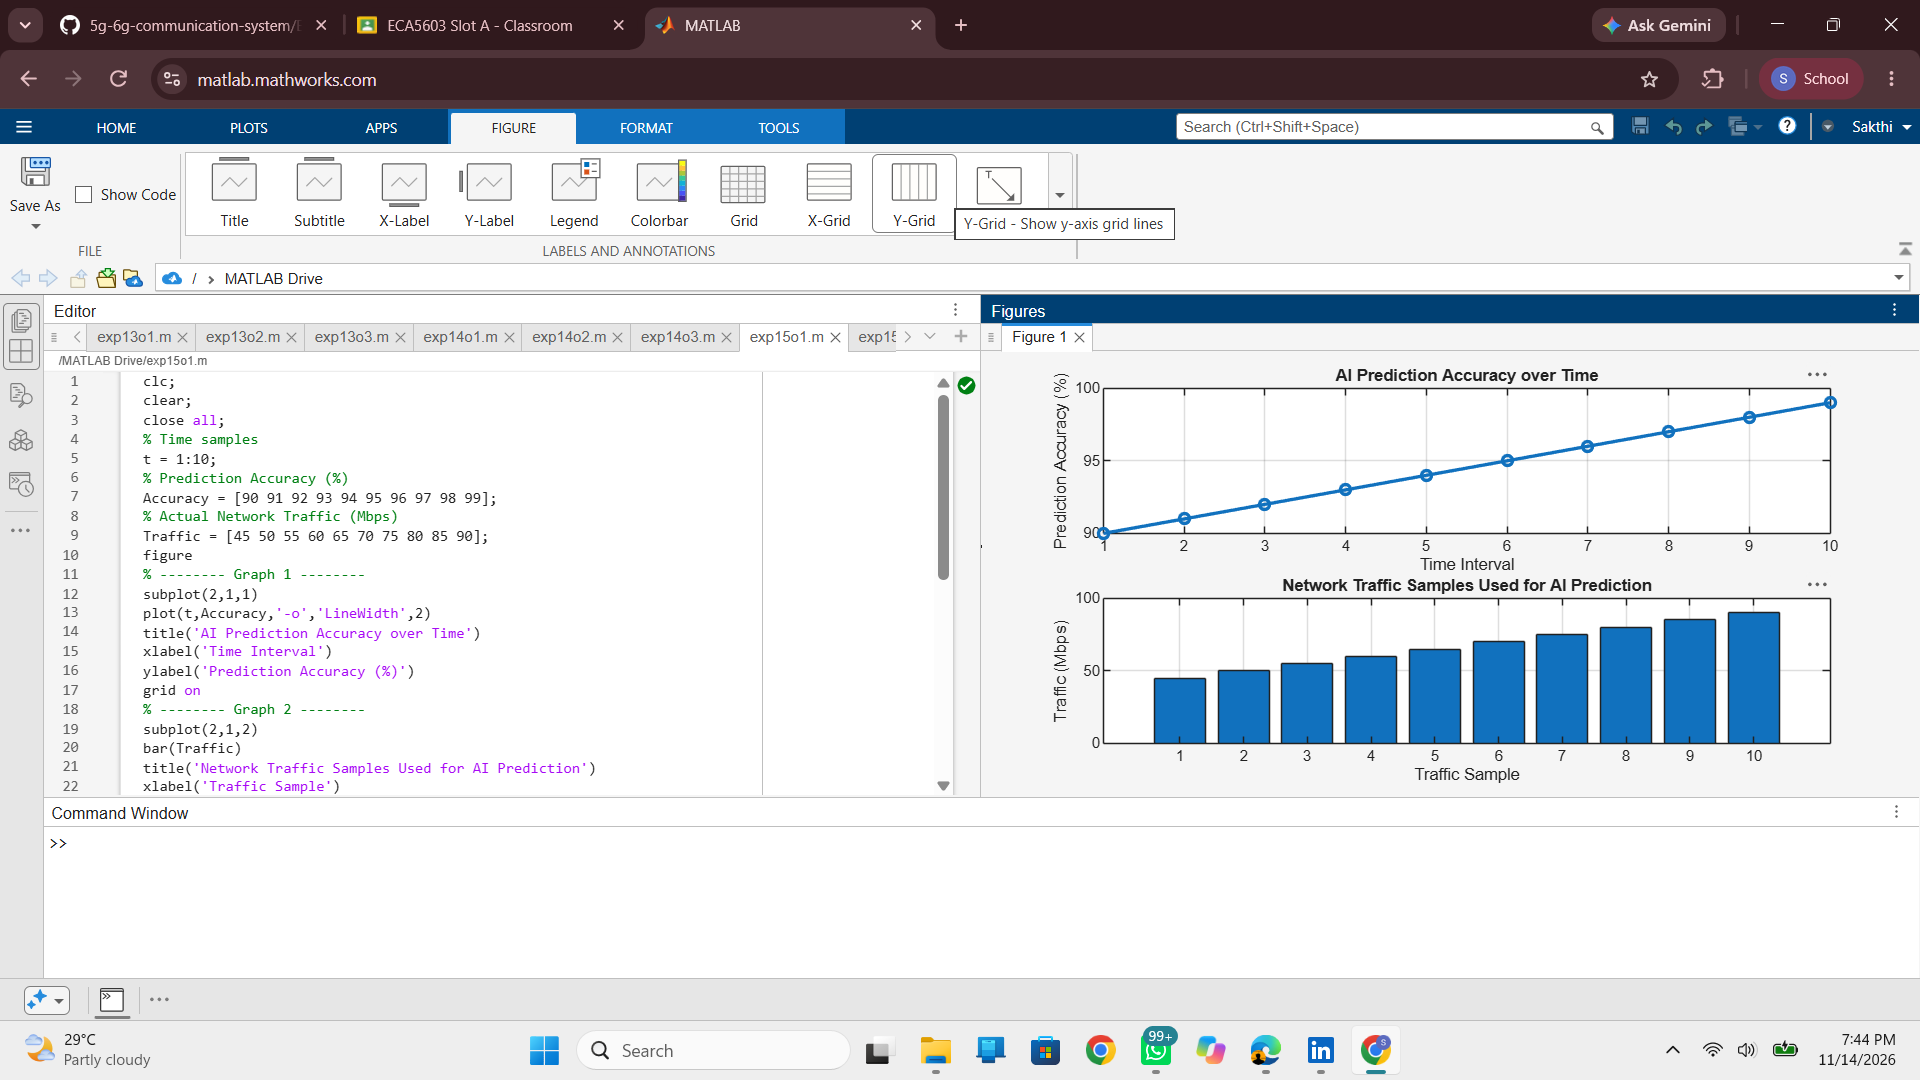 5g-6g-communication-system/
ECA5603 Slot A - Classroom
MATLAB
Ask Gemini
matlab.mathworks.com
S School
HOME PLOTS APPS FIGURE FORMAT TOOLS
Search (Ctrl+Shift+Space)
Sakthi
Save As
Show Code
Title Subtitle X-Label Y-Label Legend Colorbar Grid X-Grid Y-Grid
Y-Grid - Show y-axis grid lines
FILE
LABELS AND ANNOTATIONS
/ › MATLAB Drive
Editor
exp13o1.m exp13o2.m exp13o3.m exp14o1.m exp14o2.m exp14o3.m exp15o1.m exp15
/MATLAB Drive/exp15o1.m
1 clc;
2 clear;
3 close all;
4 % Time samples
5 t = 1:10;
6 % Prediction Accuracy (%)
7 Accuracy = [90 91 92 93 94 95 96 97 98 99];
8 % Actual Network Traffic (Mbps)
9 Traffic = [45 50 55 60 65 70 75 80 85 90];
10 figure
11 % -------- Graph 1 --------
12 subplot(2,1,1)
13 plot(t,Accuracy,'-o','LineWidth',2)
14 title('AI Prediction Accuracy over Time')
15 xlabel('Time Interval')
16 ylabel('Prediction Accuracy (%)')
17 grid on
18 % -------- Graph 2 --------
19 subplot(2,1,2)
20 bar(Traffic)
21 title('Network Traffic Samples Used for AI Prediction')
22 xlabel('Traffic Sample')
Figures
Figure 1
AI Prediction Accuracy over Time
Prediction Accuracy (%)
100
95
90
1 2 3 4 5 6 7 8 9 10
Time Interval
Network Traffic Samples Used for AI Prediction
Traffic (Mbps)
100
50
0
1 2 3 4 5 6 7 8 9 10
Traffic Sample
Command Window
>>
29°C
Partly cloudy
Search
99+
7:44 PM
11/14/2026